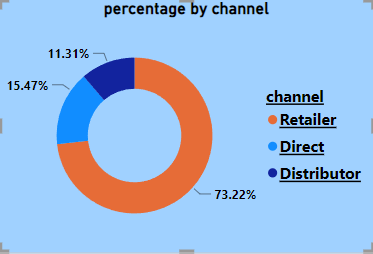 percentage by channel
11.31%
15.47%
73.22%
channel
Retailer
Direct
Distributor